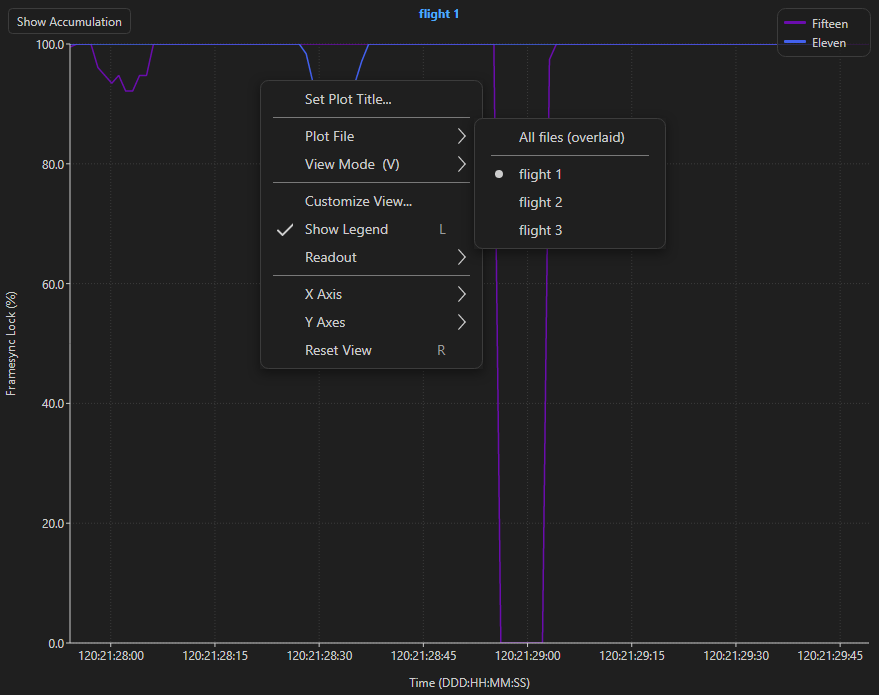 Show Accumulation
flight 1
Fifteen
Eleven
100.0
80.0
60.0
40.0
20.0
0.0
Framesync Lock (%)
Set Plot Title...
Plot File
View Mode (V)
Customize View...
Show Legend L
Readout
X Axis
Y Axes
Reset View R
All files (overlaid)
flight 1
flight 2
flight 3
120:21:28:00
120:21:28:15
120:21:28:30
120:21:28:45
120:21:29:00
120:21:29:15
120:21:29:30
120:21:29:45
Time (DDD:HH:MM:SS)